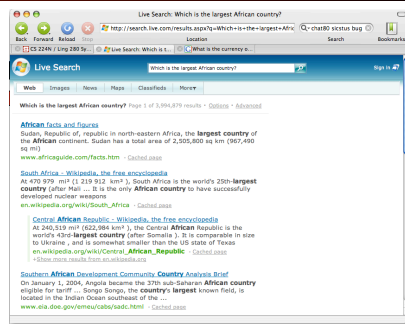 Live Search: Which is the largest African country?
Back Forward Reload Stop
http://search.live.com/results.aspx?q=Which+is+the+largest+Afric
Location
chat80 sicstus bug
Search
Bookmarks
CS 224N / Ling 280 Sy...
Live Search: Which is t...
What is the currency o...
Live Search
Which is the largest African country?
Sign in
Web Images News Maps Classifieds More▾
Which is the largest African country? Page 1 of 3,994,879 results • Options • Advanced
African facts and figures
Sudan, Republic of, republic in north-eastern Africa, the largest country of
the African continent. Sudan has a total area of 2,505,800 sq km (967,490
sq mi)
www.africaguide.com/facts.htm • Cached page
South Africa - Wikipedia, the free encyclopedia
At 470 979 mi² (1 219 912 km² ), South Africa is the world's 25th-largest
country (after Mali ... It is the only African country to have successfully
developed nuclear weapons
en.wikipedia.org/wiki/South_Africa • Cached page
Central African Republic - Wikipedia, the free encyclopedia
At 240,519 mi² (622,984 km² ), the Central African Republic is the
world's 43rd-largest country (after Somalia ). It is comparable in size
to Ukraine , and is somewhat smaller than the US state of Texas
en.wikipedia.org/wiki/Central_African_Republic • Cached page
+Show more results from en.wikipedia.org
Southern African Development Community Country Analysis Brief
On January 1, 2004, Angola became the 37th sub-Saharan African Country
eligible for tariff ... Songo Songo, the country's largest known field, is
located in the Indian Ocean southeast of the ...
www.eia.doe.gov/emeu/cabs/sadc.html • Cached page